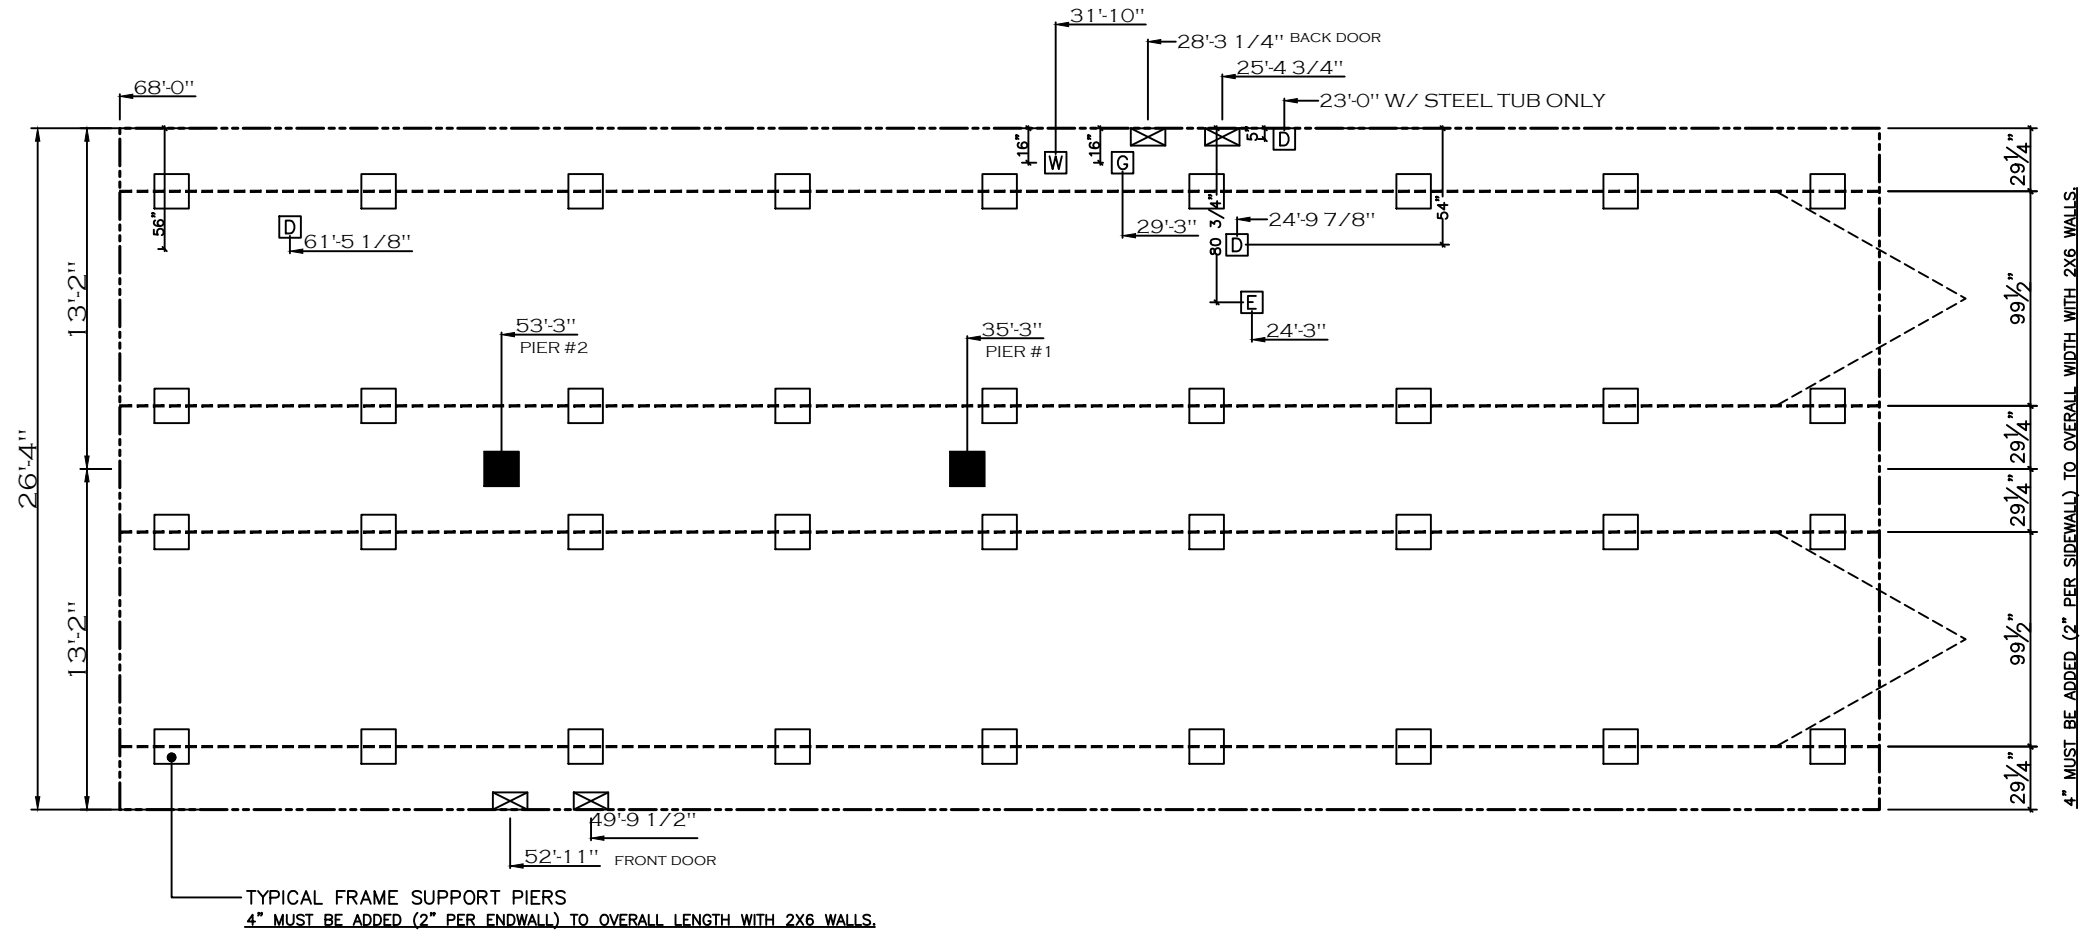 31'-10"
28'-3 1/4" BACK DOOR
25'-4 3/4"
68'-0"
23'-0" W/ STEEL TUB ONLY
16"
W
16"
G
5"
D
29¼"
56"
D
61'-5 1/8"
29'-3"
80 3/4"
24'-9 7/8"
D
54"
13'-2"
E
24'-3"
99½"
53'-3"
PIER #2
35'-3"
PIER #1
29¼"
26'-4"
29¼"
13'-2"
99½"
29¼"
49'-9 1/2"
52'-11" FRONT DOOR
TYPICAL FRAME SUPPORT PIERS
4" MUST BE ADDED (2" PER ENDWALL) TO OVERALL LENGTH WITH 2X6 WALLS.
4" MUST BE ADDED (2" PER SIDEWALL) TO OVERALL WIDTH WITH 2X6 WALLS.